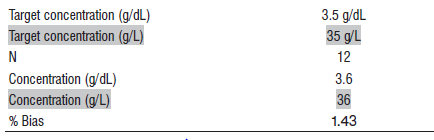 Target concentration (g/dL) 3.5 g/dL
Target concentration (g/L) 35 g/L
N 12
Concentration (g/dL) 3.6
Concentration (g/L) 36
% Bias 1.43